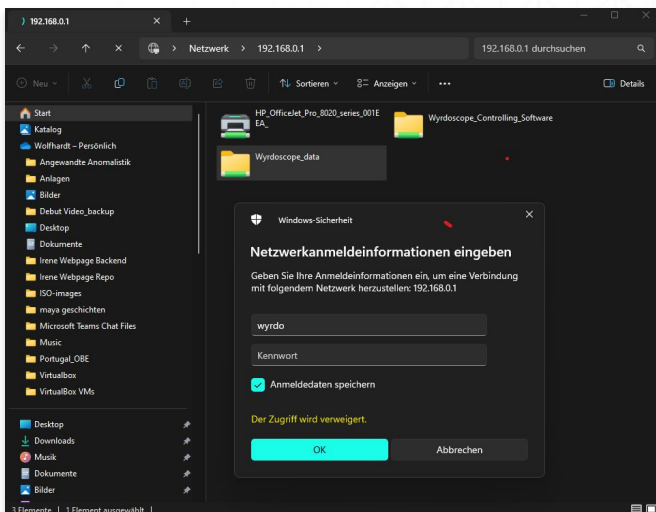 192.168.0.1
Netzwerk > 192.168.0.1 >
192.168.0.1 durchsuchen
Neu
Sortieren
Anzeigen
Details
Start
Katalog
Wolfhardt – Persönlich
Angewandte Anomalistik
Anlagen
Bilder
Debut Video_backup
Desktop
Dokumente
Irene Webpage Backend
Irene Webpage Repo
ISO-images
maya geschichten
Microsoft Teams Chat Files
Music
Portugal_OBE
Virtualbox
VirtualBox VMs
Desktop
Downloads
Musik
Dokumente
Bilder
3 Elemente | 1 Element ausgewählt |
HP_OfficeJet_Pro_8020_series_001E
EA_
Wyrdoscope_Controlling_Software
Wyrdoscope_data
Windows-Sicherheit
Netzwerkanmeldeinformationen eingeben
Geben Sie Ihre Anmeldeinformationen ein, um eine Verbindung
mit folgendem Netzwerk herzustellen: 192.168.0.1
wyrdo
Kennwort
Anmeldedaten speichern
Der Zugriff wird verweigert.
OK
Abbrechen